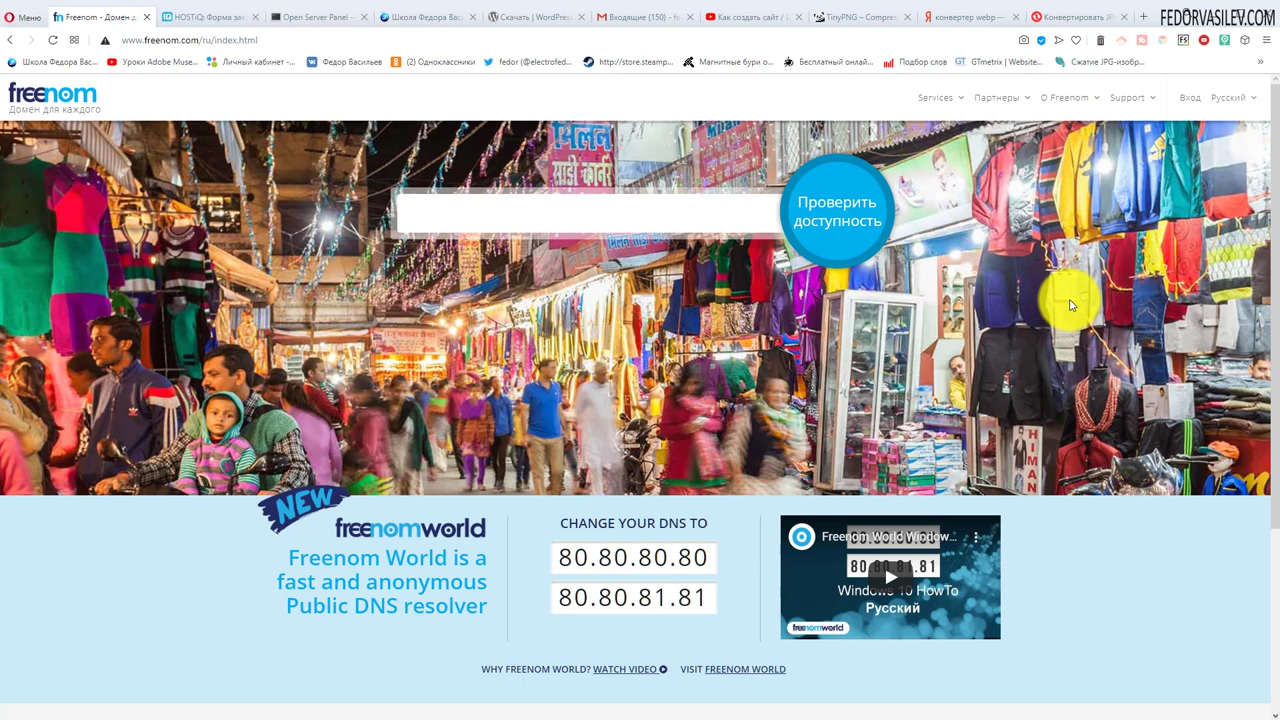 Меню
Freenom - Домен д
HOSTiQ: Форма за
Open Server Panel –
Школа Федора Вас
Скачать | WordPres
Входящие (150) - fe
Как создать сайт /
TinyPNG – Compres
конвертер webp —
Конвертировать JP
FEDORVASILEV.COM
www.freenom.com/ru/index.html
Школа Федора Вас...
Уроки Adobe Muse...
Личный кабинет -...
Федор Васильев
(2) Одноклассники
fedor (@electrofed...
http://store.steamp...
Магнитные бури о...
Бесплатный онлай...
Подбор слов
GTmetrix | Website...
Сжатие JPG-изобр...
freenom
Домен для каждого
Services
Партнеры
О Freenom
Support
Вход
Русский
मिलन
साड़ी कार्नर
Проверить
доступность
HIMAN
NEW
freenomworld
Freenom World is a
fast and anonymous
Public DNS resolver
CHANGE YOUR DNS TO
80.80.80.80
80.80.81.81
Freenom World Window...
80.80.81.81
Windows 10 HowTo
Русский
freenomworld
WHY FREENOM WORLD? WATCH VIDEO
VISIT FREENOM WORLD